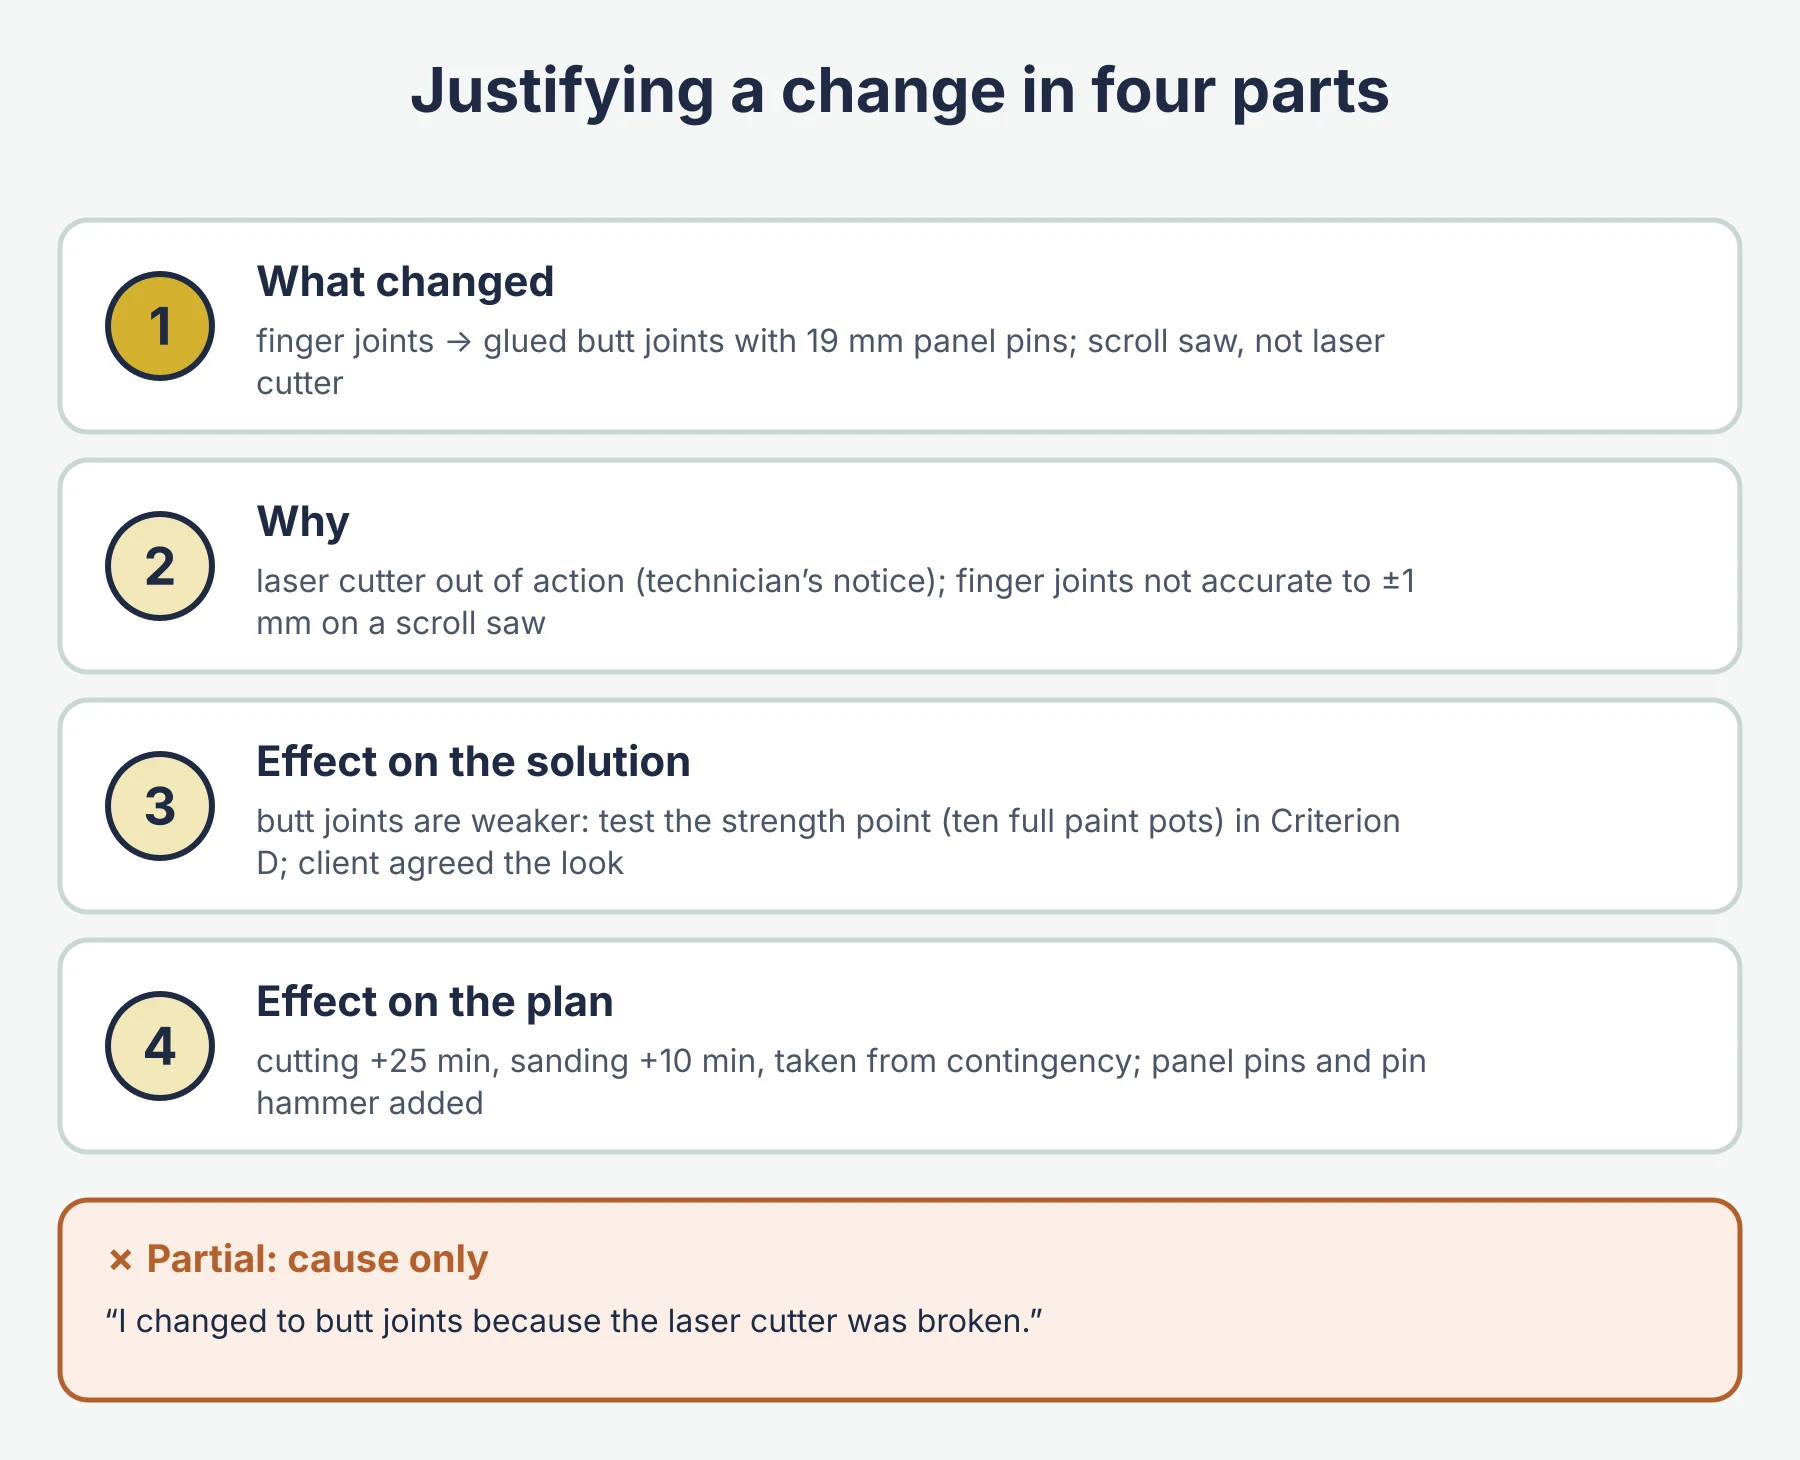 Justifying a change in four parts
1
What changed
finger joints → glued butt joints with 19 mm panel pins; scroll saw, not laser
cutter
2
Why
laser cutter out of action (technician’s notice); finger joints not accurate to ±1
mm on a scroll saw
3
Effect on the solution
butt joints are weaker: test the strength point (ten full paint pots) in Criterion
D; client agreed the look
4
Effect on the plan
cutting +25 min, sanding +10 min, taken from contingency; panel pins and pin
hammer added
× Partial: cause only
“I changed to butt joints because the laser cutter was broken.”